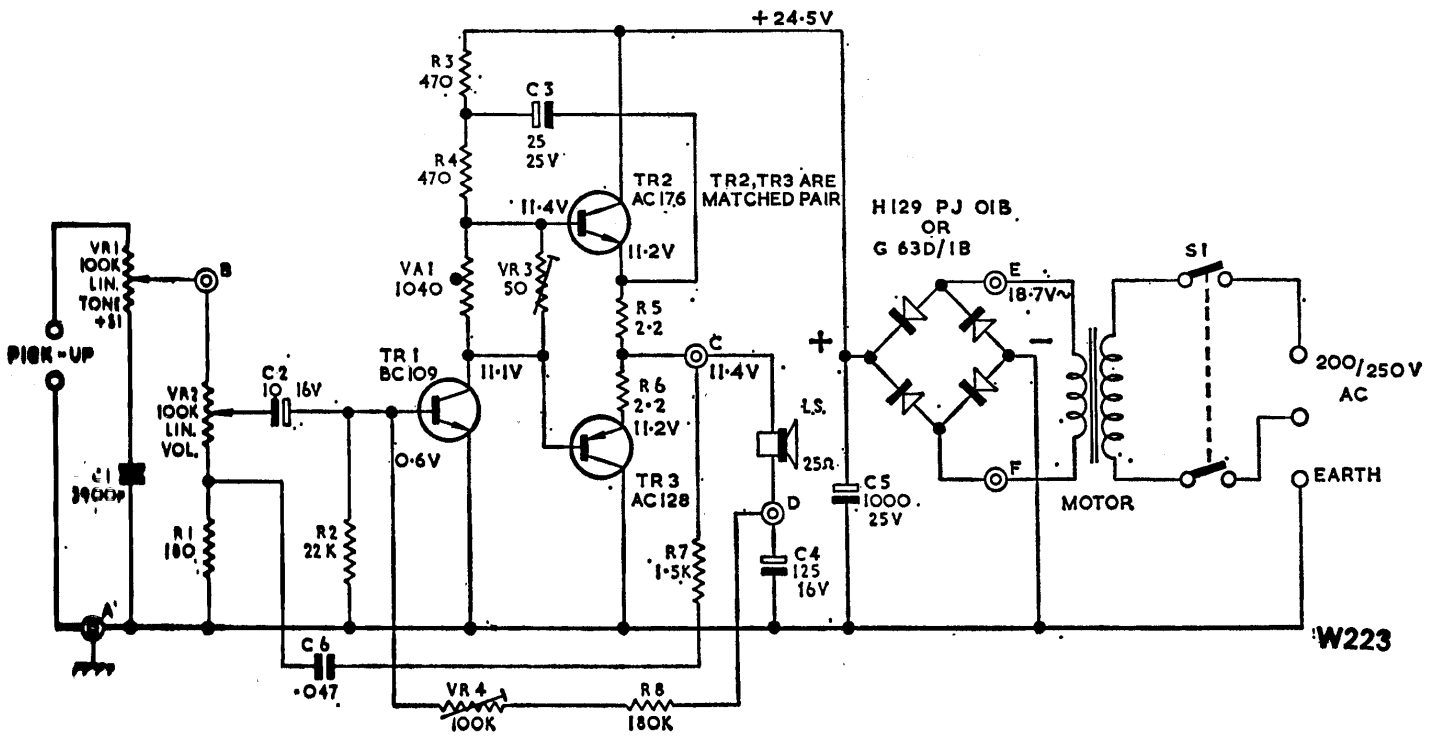 +24·5V
R3
470
C3
25
25V
R4
470
TR2
AC176
TR2,TR3 ARE
MATCHED PAIR
11·4V
11·2V
H129 PJ 01B
OR
G 63D/1B
S1
VR1
100K
LIN.
TONE
+S1
B
VA1
1040
VR3
50
R5
2·2
E
18·7V~
+
−
PICK-UP
TR1
BC109
11·1V
C
11·4V
200/250V
AC
C2
10 16V
VR2
100K
LIN.
VOL.
R6
2·2
11·2V
L.S.
25Ω
0·6V
TR3
AC128
F
MOTOR
EARTH
C1
3900P
D
C5
1000
25V
R1
180
R2
22K
R7
1·5K
C4
125
16V
A
C6
·047
W223
VR4
100K
R8
180K